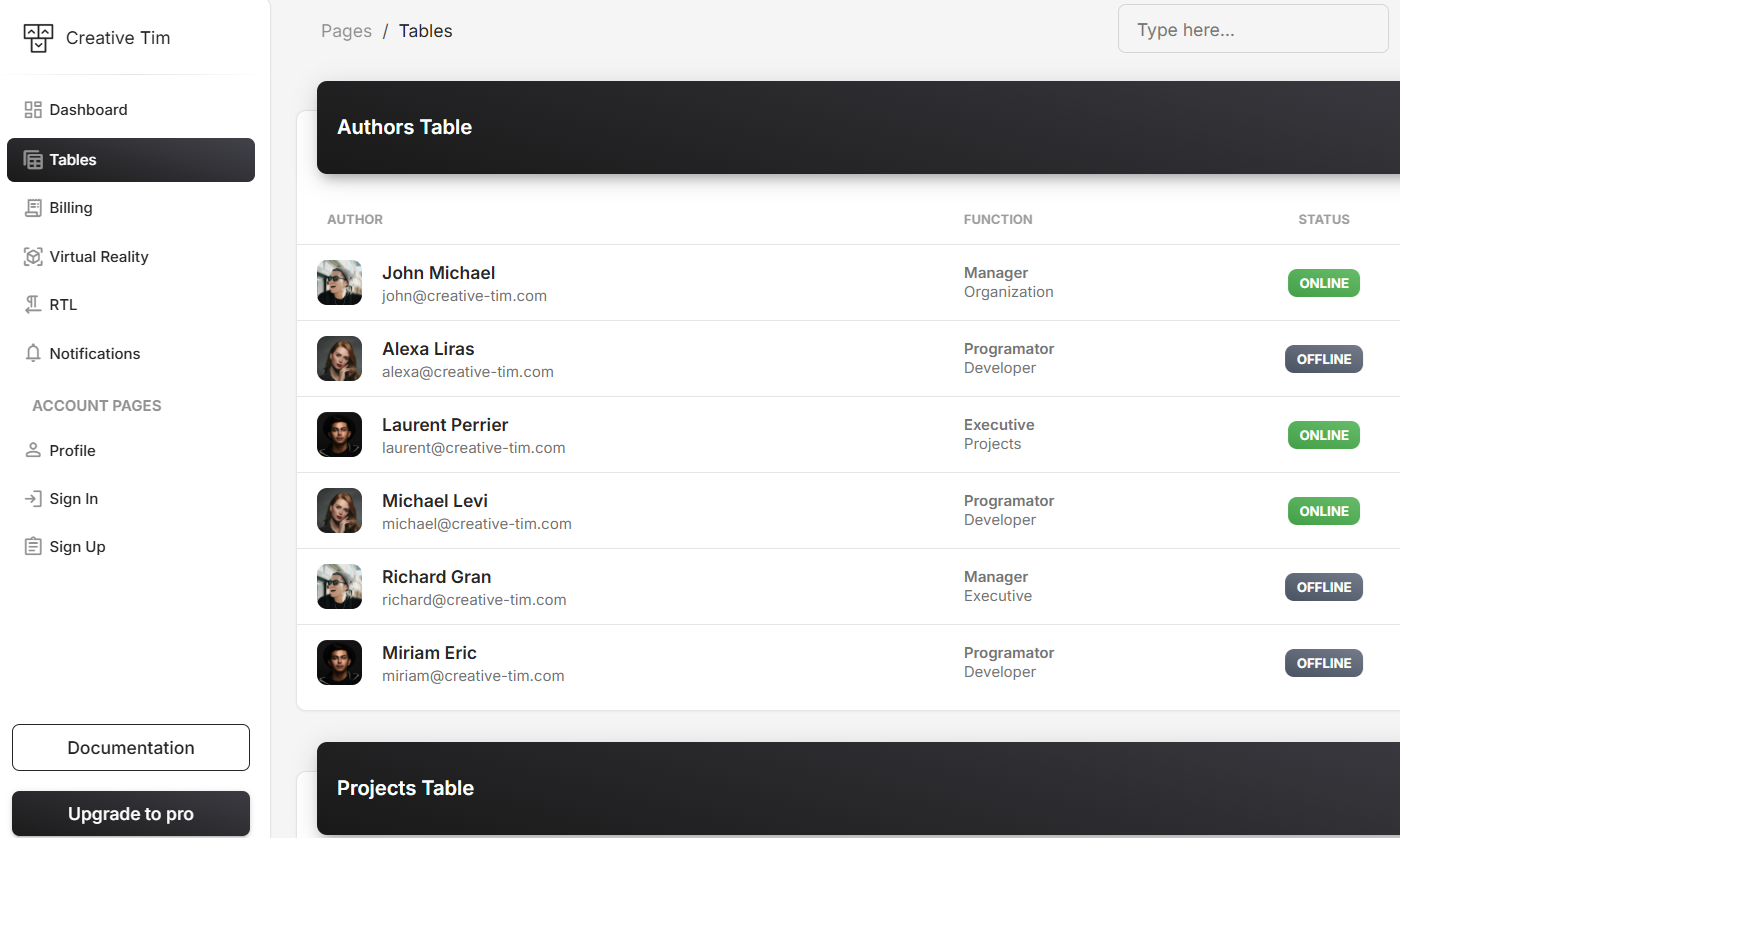 Creative Tim
Dashboard
Tables
Billing
Virtual Reality
RTL
Notifications
ACCOUNT PAGES
Profile
Sign In
Sign Up
Documentation
Upgrade to pro
Pages / Tables
Type here...
Authors Table
AUTHOR FUNCTION STATUS
John Michael
john@creative-tim.com
Manager
Organization
ONLINE
Alexa Liras
alexa@creative-tim.com
Programator
Developer
OFFLINE
Laurent Perrier
laurent@creative-tim.com
Executive
Projects
ONLINE
Michael Levi
michael@creative-tim.com
Programator
Developer
ONLINE
Richard Gran
richard@creative-tim.com
Manager
Executive
OFFLINE
Miriam Eric
miriam@creative-tim.com
Programator
Developer
OFFLINE
Projects Table